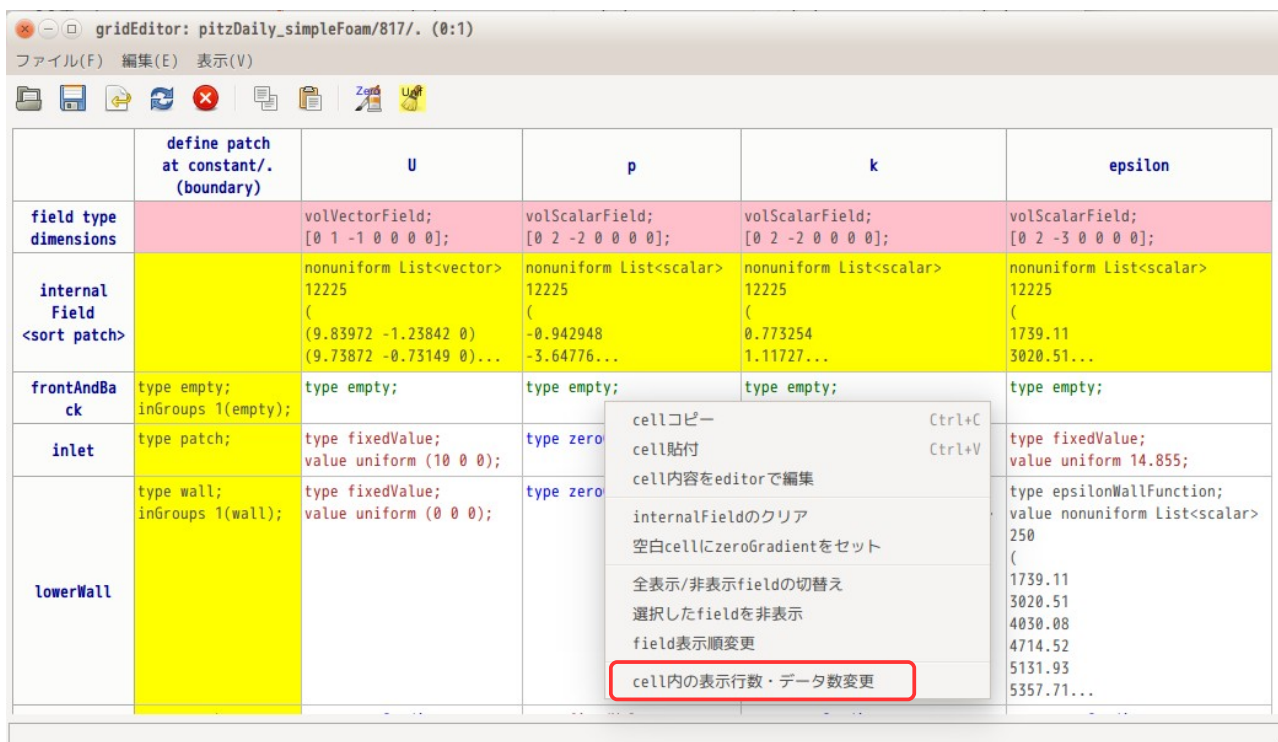 gridEditor: pitzDaily_simpleFoam/817/. (0:1)
ファイル(F) 編集(E) 表示(V)
Zero Unif
define patch
at constant/.
(boundary)
U
p
k
epsilon
field type
dimensions
volVectorField;
[0 1 -1 0 0 0 0];
volScalarField;
[0 2 -2 0 0 0 0];
volScalarField;
[0 2 -2 0 0 0 0];
volScalarField;
[0 2 -3 0 0 0 0];
internal
Field
<sort patch>
nonuniform List<vector>
12225
(
(9.83972 -1.23842 0)
(9.73872 -0.73149 0)...
nonuniform List<scalar>
12225
(
-0.942948
-3.64776...
nonuniform List<scalar>
12225
(
0.773254
1.11727...
nonuniform List<scalar>
12225
(
1739.11
3020.51...
frontAndBa
ck
type empty;
inGroups 1(empty);
type empty;
type empty;
type empty;
type empty;
inlet
type patch;
type fixedValue;
value uniform (10 0 0);
type zero
type fixedValue;
value uniform 14.855;
lowerWall
type wall;
inGroups 1(wall);
type fixedValue;
value uniform (0 0 0);
type zero
type epsilonWallFunction;
value nonuniform List<scalar>
250
(
1739.11
3020.51
4030.08
4714.52
5131.93
5357.71...
cellコピー Ctrl+C
cell貼付 Ctrl+V
cell内容をeditorで編集
internalFieldのクリア
空白cellにzeroGradientをセット
全表示/非表示fieldの切替え
選択したfieldを非表示
field表示順変更
cell内の表示行数・データ数変更